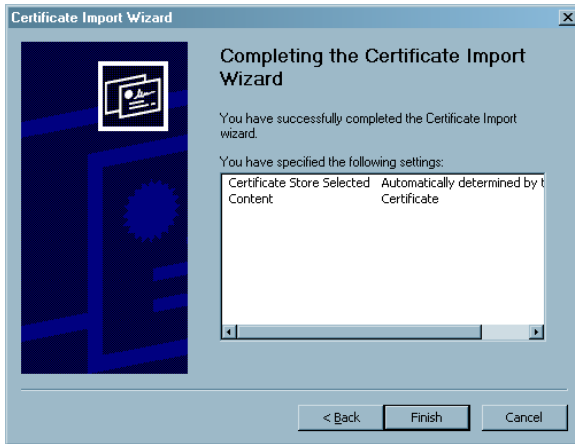 Certificate Import Wizard
Completing the Certificate Import
Wizard
You have successfully completed the Certificate Import
wizard.
You have specified the following settings:
Certificate Store Selected Automatically determined by t
Content Certificate
< Back Finish Cancel